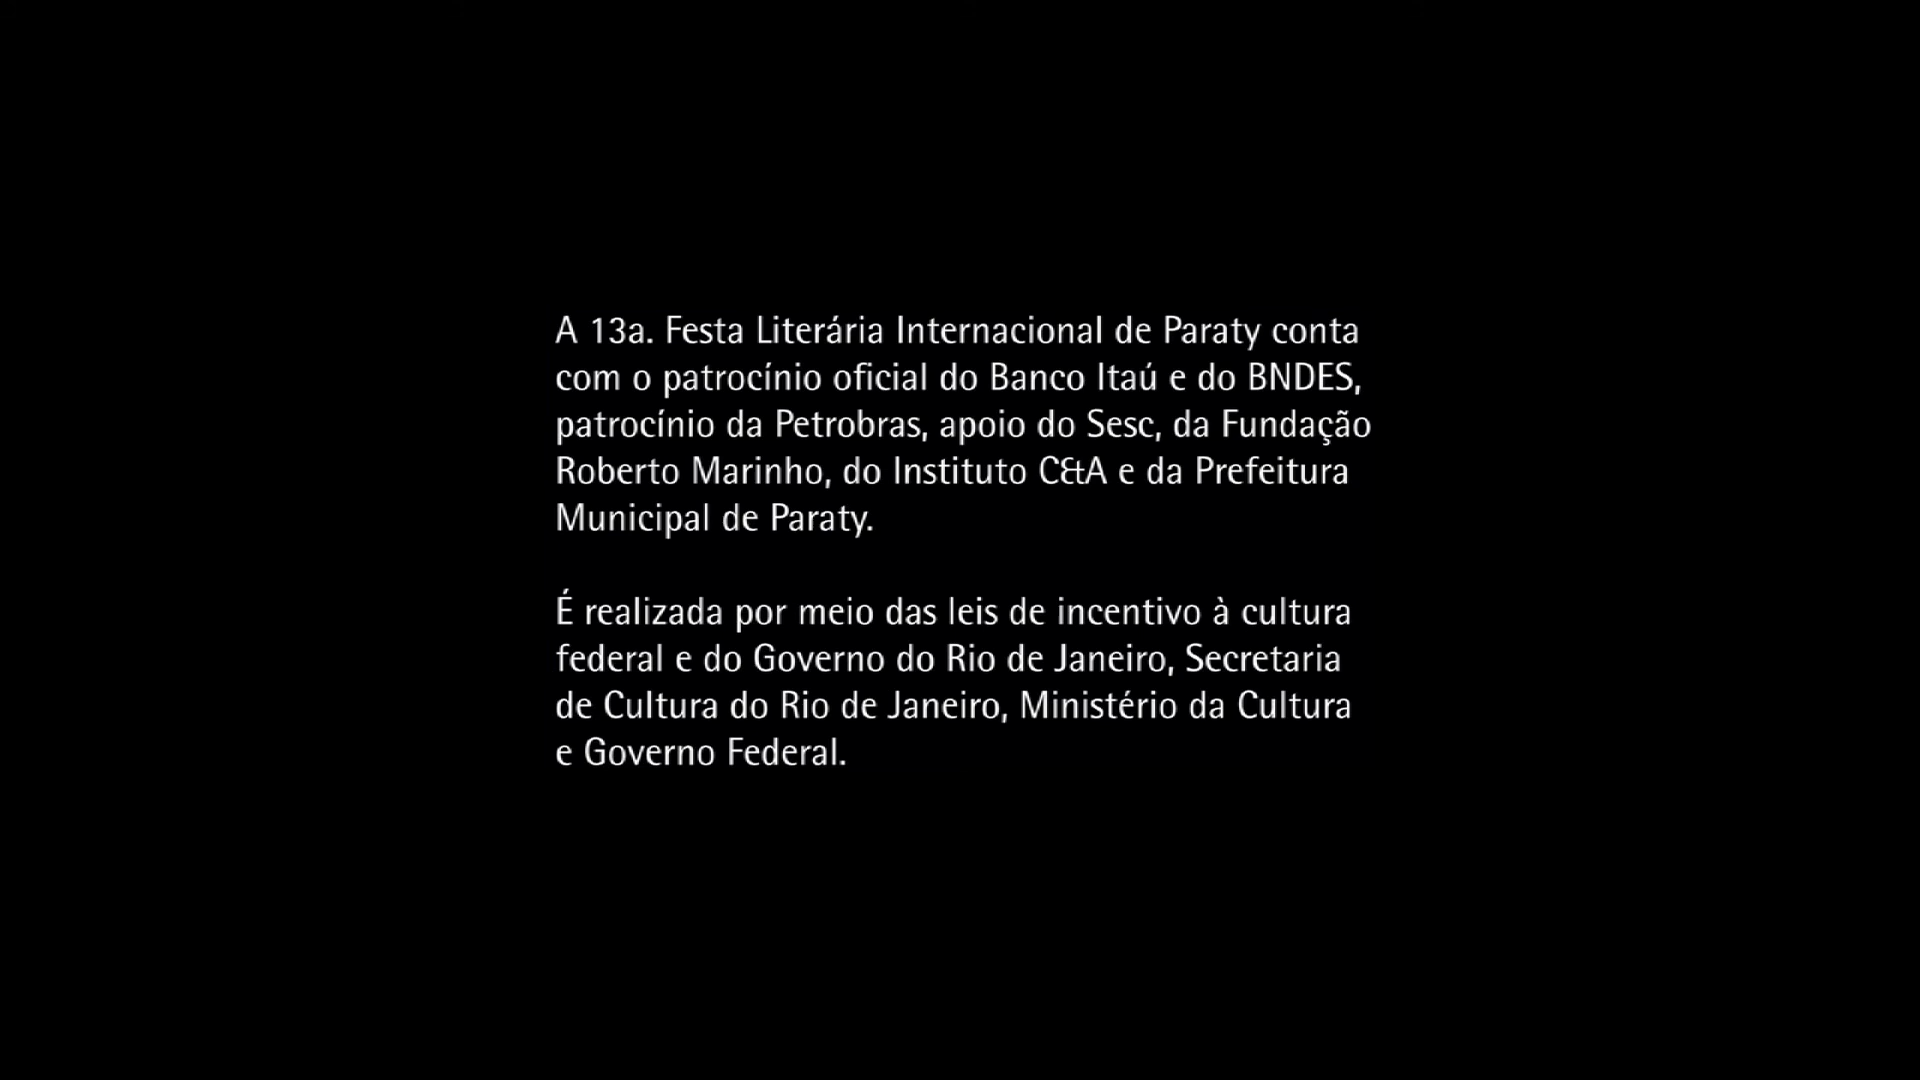 A 13a. Festa Literária Internacional de Paraty conta
com o patrocínio oficial do Banco Itaú e do BNDES,
patrocínio da Petrobras, apoio do Sesc, da Fundação
Roberto Marinho, do Instituto C&A e da Prefeitura
Municipal de Paraty.
É realizada por meio das leis de incentivo à cultura
federal e do Governo do Rio de Janeiro, Secretaria
de Cultura do Rio de Janeiro, Ministério da Cultura
e Governo Federal.